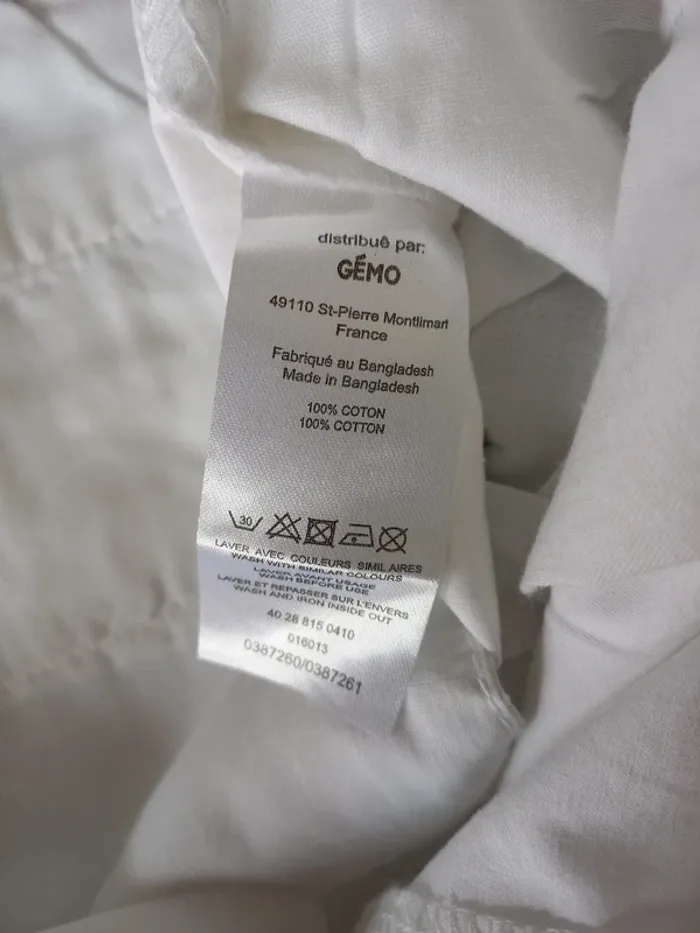 distribué par:
GÉMO
49110 St-Pierre Montlimart
France
Fabriqué au Bangladesh
Made in Bangladesh
100% COTON
100% COTTON
30
LAVER AVEC COULEURS SIMILAIRES
WASH WITH SIMILAR COLOURS
LAVER AVANT USAGE
WASH BEFORE USE
LAVER ET REPASSER SUR L'ENVERS
WASH AND IRON INSIDE OUT
40 28 815 0410
016013
0387260/0387261